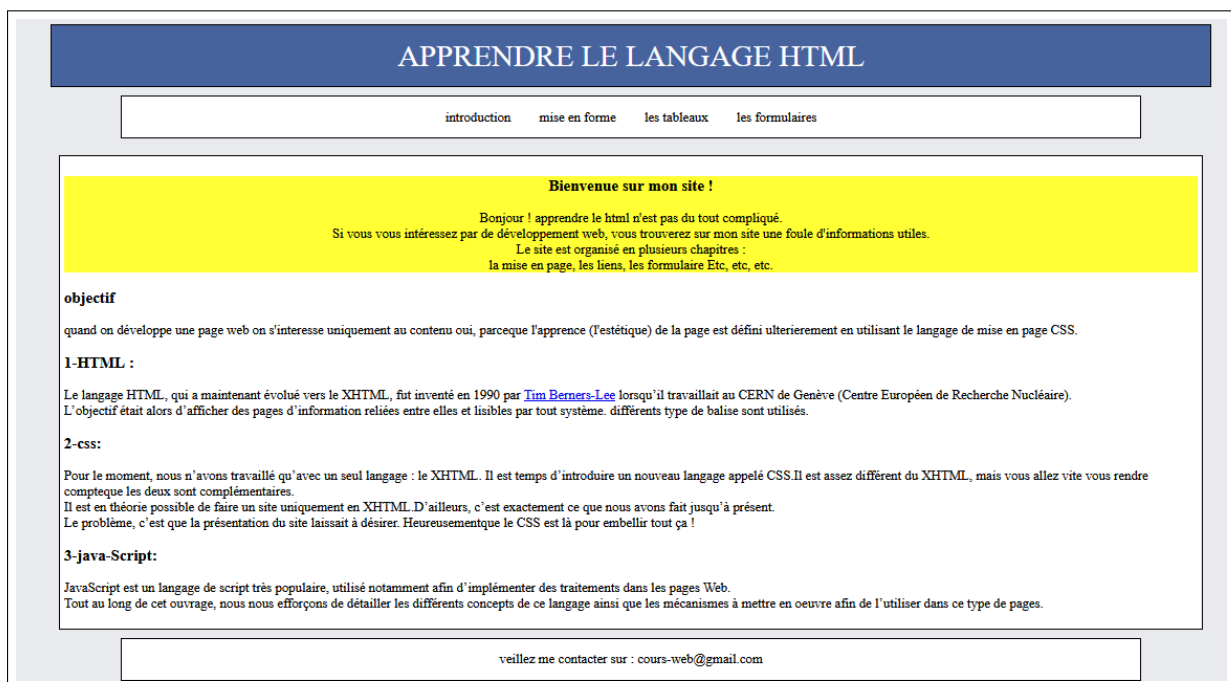 APPRENDRE LE LANGAGE HTML
introduction mise en forme les tableaux les formulaires
Bienvenue sur mon site !
Bonjour ! apprendre le html n'est pas du tout compliqué.
Si vous vous intéressez par de développement web, vous trouverez sur mon site une foule d'informations utiles.
Le site est organisé en plusieurs chapitres :
la mise en page, les liens, les formulaire Etc, etc, etc.
objectif
quand on développe une page web on s'interesse uniquement au contenu oui, parceque l'apprence (l'estétique) de la page est défini ulterierement en utilisant le langage de mise en page CSS.
1-HTML :
Le langage HTML, qui a maintenant évolué vers le XHTML, fut inventé en 1990 par Tim Berners-Lee lorsqu’il travaillait au CERN de Genève (Centre Européen de Recherche Nucléaire).
L’objectif était alors d’afficher des pages d’information reliées entre elles et lisibles par tout système. différents type de balise sont utilisés.
2-css:
Pour le moment, nous n’avons travaillé qu’avec un seul langage : le XHTML. Il est temps d’introduire un nouveau langage appelé CSS.Il est assez différent du XHTML, mais vous allez vite vous rendre
compteque les deux sont complémentaires.
Il est en théorie possible de faire un site uniquement en XHTML.D’ailleurs, c’est exactement ce que nous avons fait jusqu’à présent.
Le problème, c’est que la présentation du site laissait à désirer. Heureusementque le CSS est là pour embellir tout ça !
3-java-Script:
JavaScript est un langage de script très populaire, utilisé notamment afin d’implémenter des traitements dans les pages Web.
Tout au long de cet ouvrage, nous nous efforçons de détailler les différents concepts de ce langage ainsi que les mécanismes à mettre en oeuvre afin de l’utiliser dans ce type de pages.
veillez me contacter sur : cours-web@gmail.com